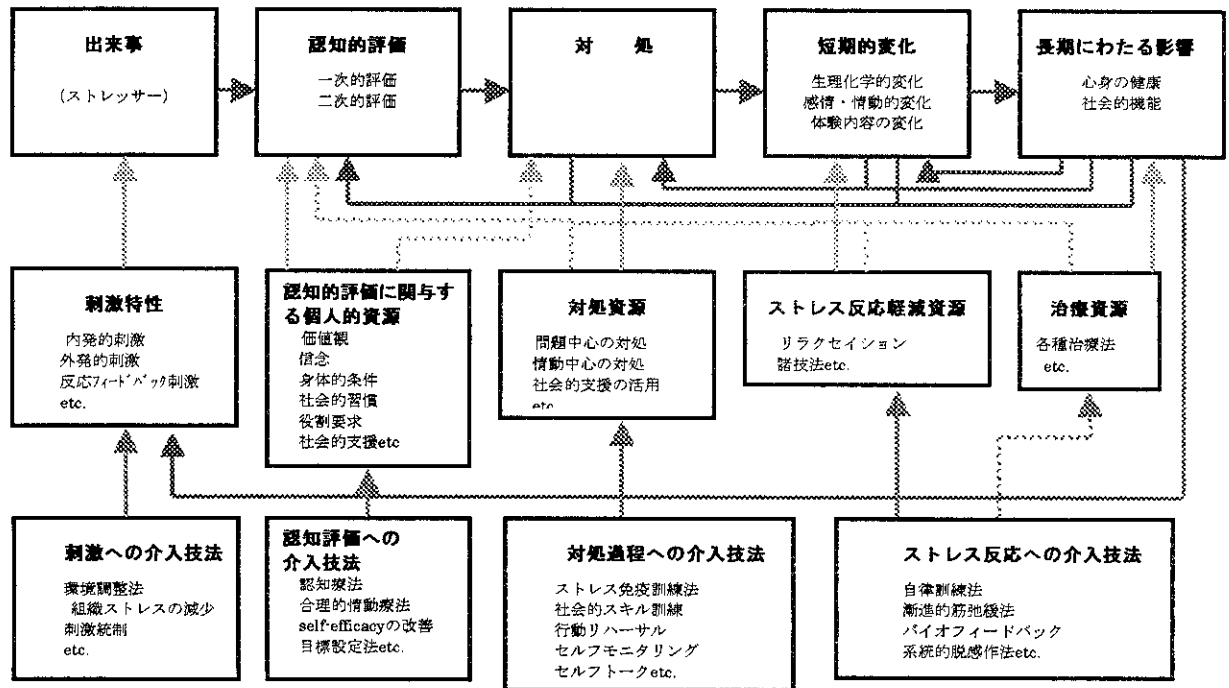 出来事
(ストレッサー)
認知的評価
一次的評価
二次的評価
対 処
短期的変化
生理化学的変化
感情・情動的変化
体験内容の変化
長期にわたる影響
心身の健康
社会的機能
刺激特性
内発的刺激
外発的刺激
反応フィードバック刺激
etc.
認知的評価に関与す
る個人的資源
価値観
信念
身体的条件
社会的習慣
役割要求
社会的支援etc
対処資源
問題中心の対処
情動中心の対処
社会的支援の活用
etc
ストレス反応軽減資源
リラクセイション
諸技法etc.
治療資源
各種治療法
etc.
刺激への介入技法
環境調整法
組織ストレスの減少
刺激統制
etc.
認知評価への
介入技法
認知療法
合理的情動療法
self-efficacyの改善
目標設定法etc.
対処過程への介入技法
ストレス免疫訓練法
社会的スキル訓練
行動リハーサル
セルフモニタリング
セルフトークetc.
ストレス反応への介入技法
自律訓練法
漸進的筋弛緩法
バイオフィードバック
系統的脱感作法etc.